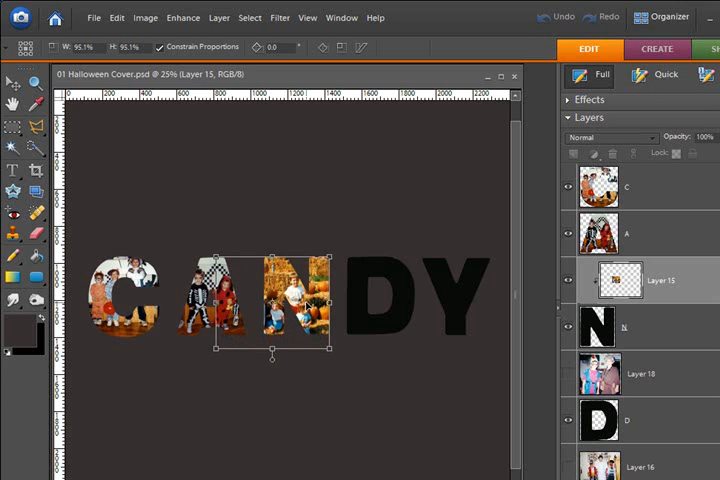 File Edit Image Enhance Layer Select Filter View Window Help Undo Redo Organizer
W: 95.1% H: 95.1% Constrain Proportions 0.0 EDIT CREATE SH
01 Halloween Cover.psd @ 25% (Layer 15, RGB/8)
Full Quick
Effects
Layers
0 200 400 600 800 1000 1200 1400 1600 1800 2000 2200
Normal Opacity: 100%
Lock:
C
A
Layer 15
CANDY
N
Layer 18
D
Layer 16